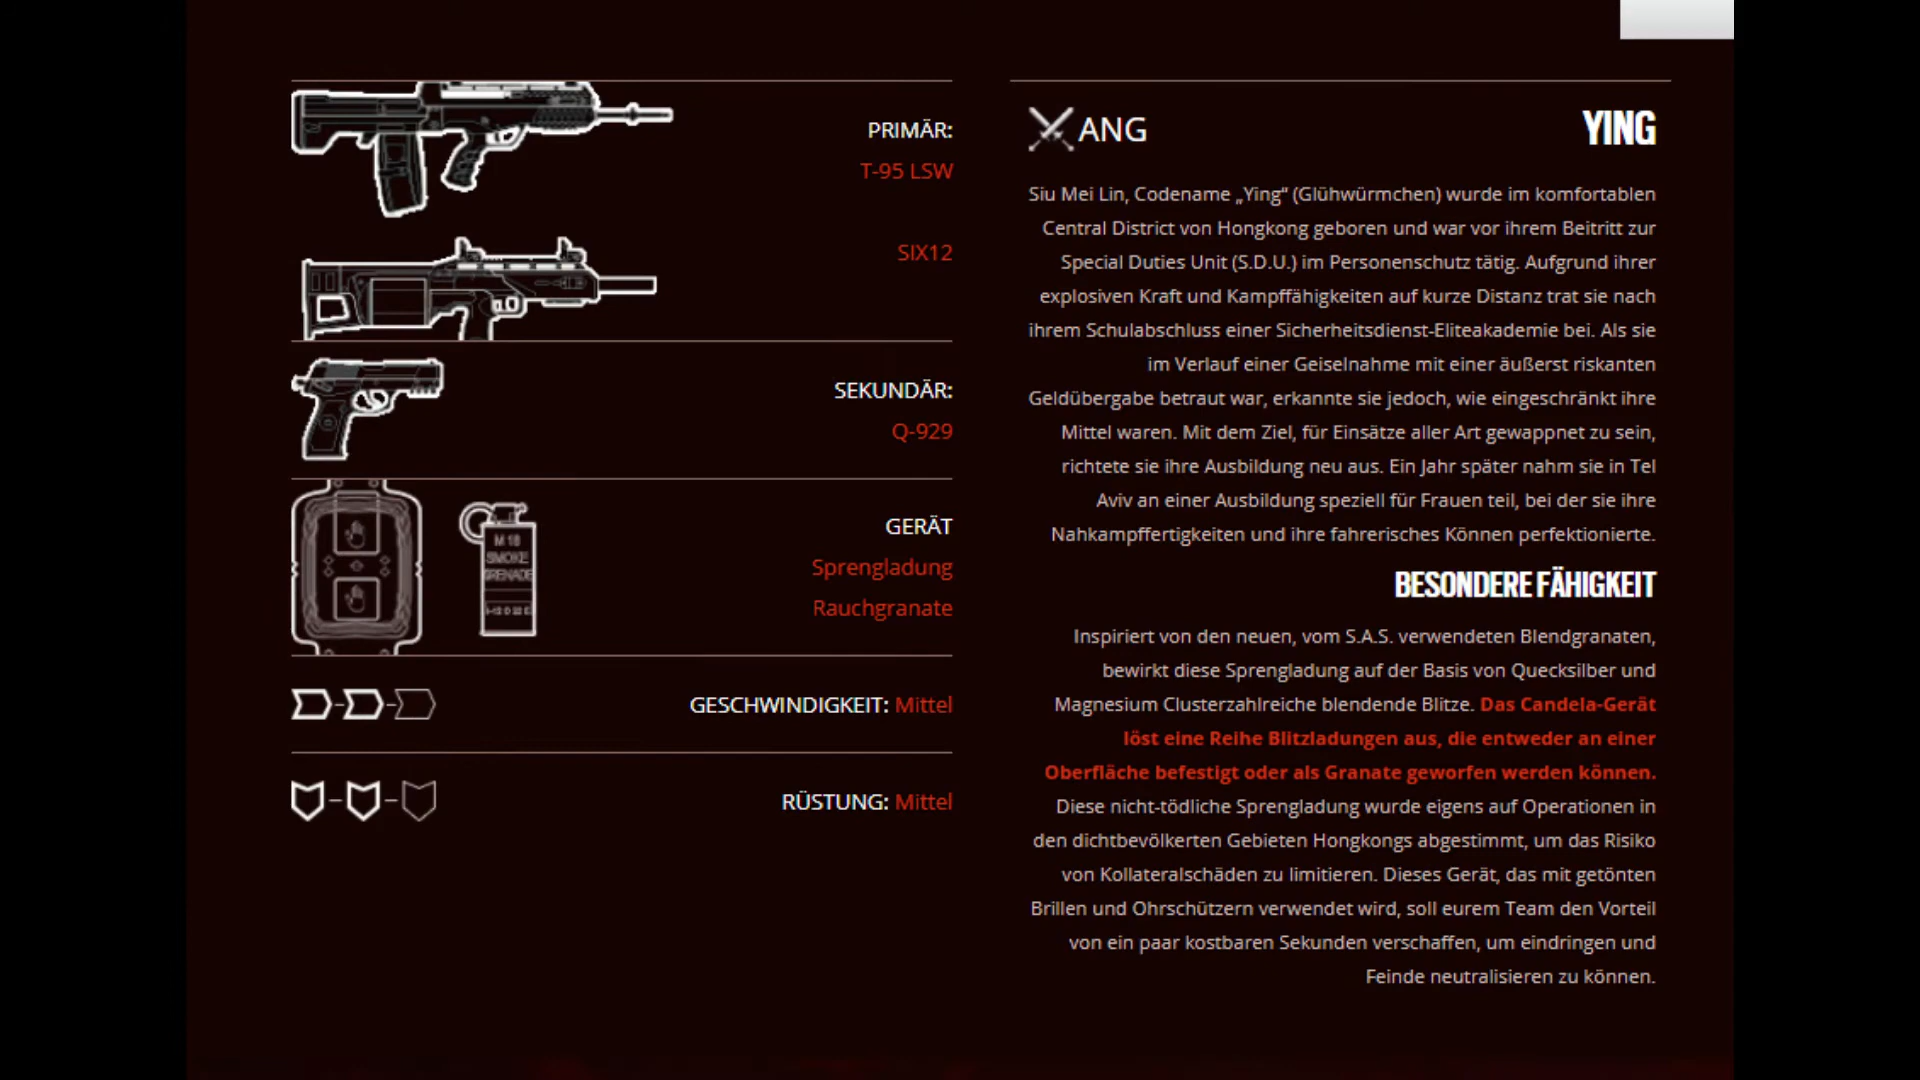 PRIMÄR:
T-95 LSW
SIX12
SEKUNDÄR:
Q-929
GERÄT
Sprengladung
Rauchgranate
M 18
SMOKE
GRENADE
GESCHWINDIGKEIT: Mittel
RÜSTUNG: Mittel
ANG
YING
Siu Mei Lin, Codename „Ying“ (Glühwürmchen) wurde im komfortablen
Central District von Hongkong geboren und war vor ihrem Beitritt zur
Special Duties Unit (S.D.U.) im Personenschutz tätig. Aufgrund ihrer
explosiven Kraft und Kampffähigkeiten auf kurze Distanz trat sie nach
ihrem Schulabschluss einer Sicherheitsdienst-Eliteakademie bei. Als sie
im Verlauf einer Geiselnahme mit einer äußerst riskanten
Geldübergabe betraut war, erkannte sie jedoch, wie eingeschränkt ihre
Mittel waren. Mit dem Ziel, für Einsätze aller Art gewappnet zu sein,
richtete sie ihre Ausbildung neu aus. Ein Jahr später nahm sie in Tel
Aviv an einer Ausbildung speziell für Frauen teil, bei der sie ihre
Nahkampffertigkeiten und ihre fahrerisches Können perfektionierte.
BESONDERE FÄHIGKEIT
Inspiriert von den neuen, vom S.A.S. verwendeten Blendgranaten,
bewirkt diese Sprengladung auf der Basis von Quecksilber und
Magnesium Clusterzahlreiche blendende Blitze. Das Candela-Gerät
löst eine Reihe Blitzladungen aus, die entweder an einer
Oberfläche befestigt oder als Granate geworfen werden können.
Diese nicht-tödliche Sprengladung wurde eigens auf Operationen in
den dichtbevölkerten Gebieten Hongkongs abgestimmt, um das Risiko
von Kollateralschäden zu limitieren. Dieses Gerät, das mit getönten
Brillen und Ohrschützern verwendet wird, soll eurem Team den Vorteil
von ein paar kostbaren Sekunden verschaffen, um eindringen und
Feinde neutralisieren zu können.